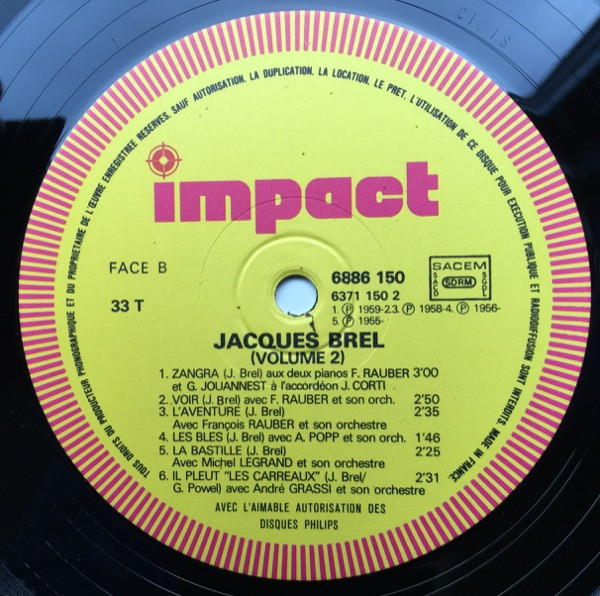 TOUS DROITS DU PRODUCTEUR PHONOGRAPHIQUE ET DU PROPRIETAIRE DE L'ŒUVRE ENREGISTREE RESERVES. SAUF AUTORISATION. LA DUPLICATION. LA LOCATION. LE PRET. L'UTILISATION DE CE DISQUE POUR EXECUTION PUBLIQUE ET RADIODIFFUSION SONT INTERDITS. MADE IN FRANCE.
impact
FACE B
33 T
6886 150
6371 150 2
1. Ⓟ 1959-2.3. Ⓟ 1958-4. Ⓟ 1956-
5. Ⓟ 1955-
SACEM
SACD SDRM SGDL
JACQUES BREL
(VOLUME 2)
1. ZANGRA (J. Brel) aux deux pianos F. RAUBER 3'00
et G. JOUANNEST à l'accordéon J. CORTI
2. VOIR (J. Brel) avec F. RAUBER et son orch. 2'50
3. L'AVENTURE (J. Brel) 2'35
Avec François RAUBER et son orchestre
4. LES BLES (J. Brel) avec A. POPP et son orch. 1'46
5. LA BASTILLE (J. Brel) 2'25
Avec Michel LEGRAND et son orchestre
6. IL PLEUT "LES CARREAUX" (J. Brel/ 2'31
G. Powel) avec André GRASSI et son orchestre
AVEC L'AIMABLE AUTORISATION DES
DISQUES PHILIPS